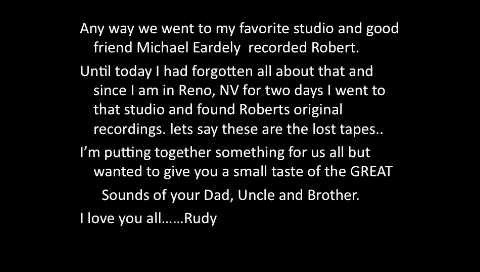 Any way we went to my favorite studio and good
friend Michael Eardely  recorded Robert.
Until today I had forgotten all about that and
since I am in Reno, NV for two days I went to
that studio and found Roberts original
recordings. lets say these are the lost tapes..
I’m putting together something for us all but
wanted to give you a small taste of the GREAT
Sounds of your Dad, Uncle and Brother.
I love you all……Rudy